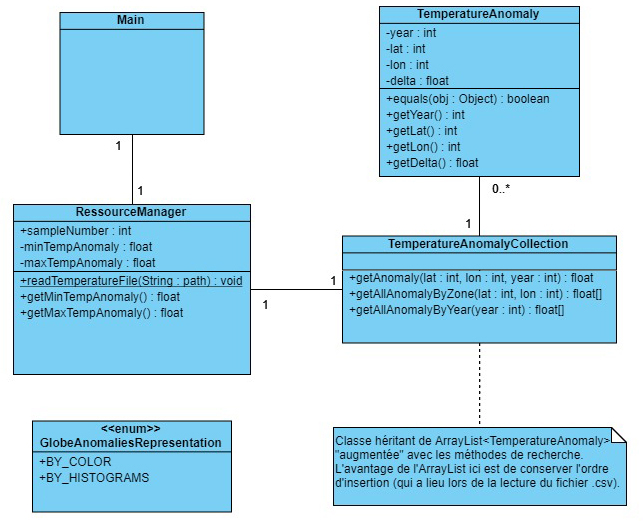 Main
1
1
TemperatureAnomaly
-year : int
-lat : int
-lon : int
-delta : float
+equals(obj : Object) : boolean
+getYear() : int
+getLat() : int
+getLon() : int
+getDelta() : float
0..*
1
RessourceManager
+sampleNumber : int
-minTempAnomaly : float
-maxTempAnomaly : float
+readTemperatureFile(String : path) : void
+getMinTempAnomaly() : float
+getMaxTempAnomaly() : float
1
1
TemperatureAnomalyCollection
+getAnomaly(lat : int, lon : int, year : int) : float
+getAllAnomalyByZone(lat : int, lon : int) : float[]
+getAllAnomalyByYear(year : int) : float[]
<<enum>>
GlobeAnomaliesRepresentation
+BY_COLOR
+BY_HISTOGRAMS
Classe héritant de ArrayList<TemperatureAnomaly>
"augmentée" avec les méthodes de recherche.
L'avantage de l'ArrayList ici est de conserver l'ordre
d'insertion (qui a lieu lors de la lecture du fichier .csv).